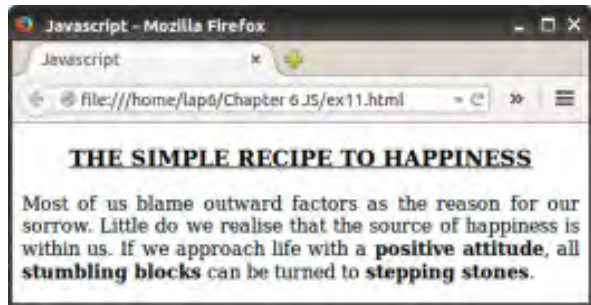 Javascript - Mozilla Firefox
Javascript
file:///home/lap6/Chapter 6 JS/ex11.html
THE SIMPLE RECIPE TO HAPPINESS
Most of us blame outward factors as the reason for our
sorrow. Little do we realise that the source of happiness is
within us. If we approach life with a positive attitude, all
stumbling blocks can be turned to stepping stones.